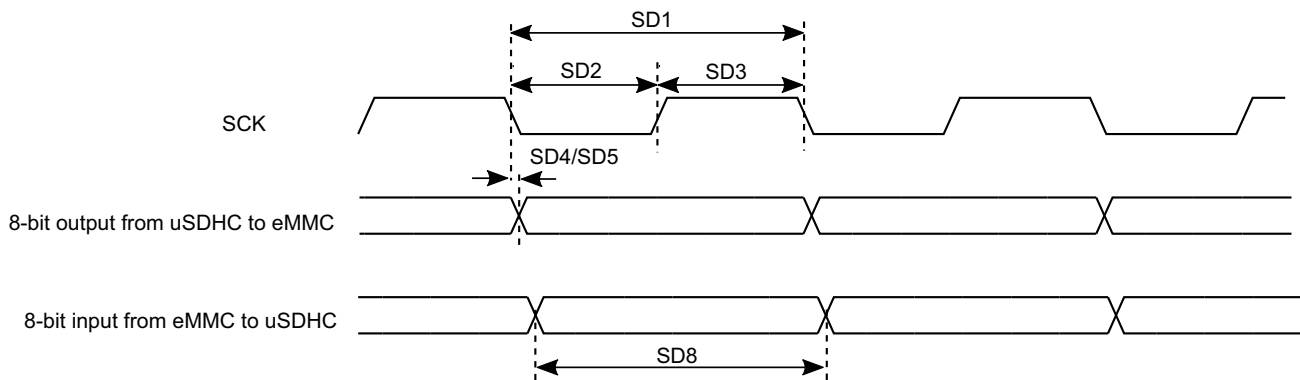 SD1
SD2
SD3
SCK
SD4/SD5
8-bit output from uSDHC to eMMC
8-bit input from eMMC to uSDHC
SD8